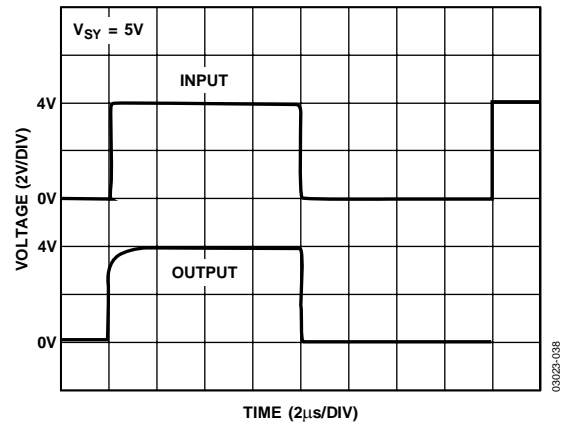 V_SY = 5V
INPUT
4V
0V
4V
OUTPUT
0V
VOLTAGE (2V/DIV)
TIME (2μs/DIV)
03023-038